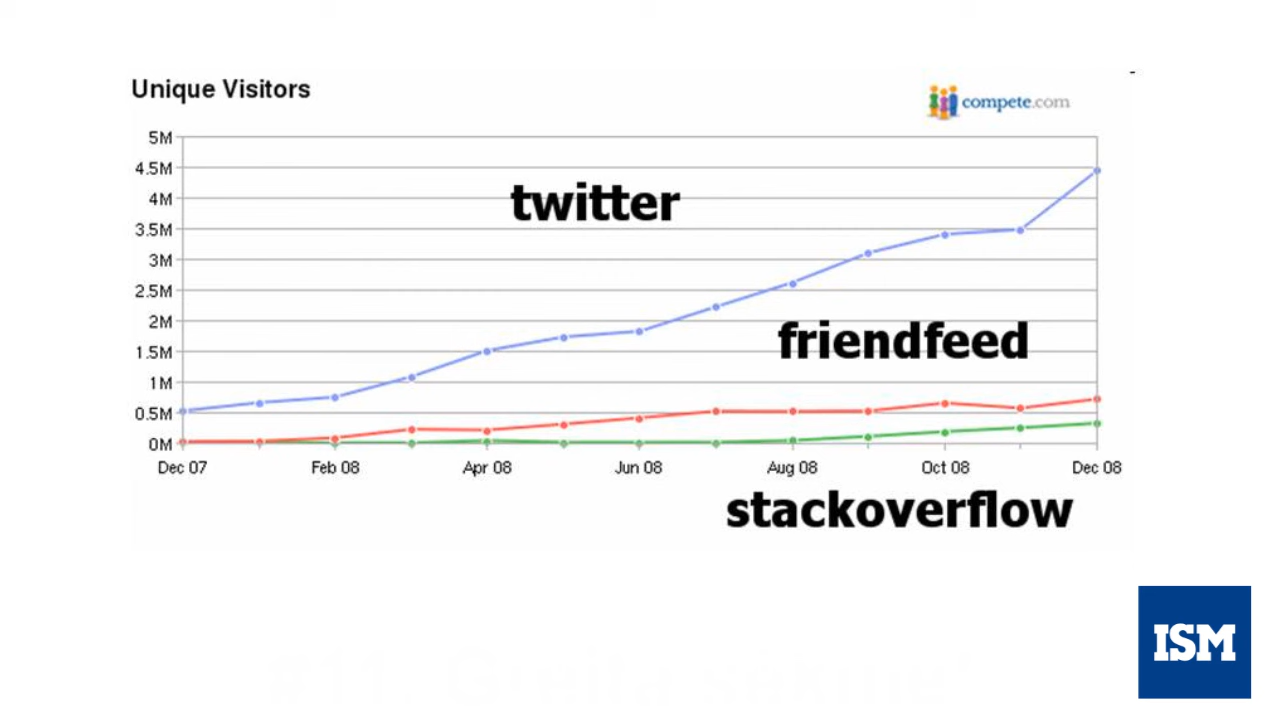 Unique Visitors
compete.com
5M
4.5M
twitter
4M
3.5M
3M
2.5M
2M
friendfeed
1.5M
1M
0.5M
0M
Dec 07 Feb 08 Apr 08 Jun 08 Aug 08 Oct 08 Dec 08
stackoverflow
ISM